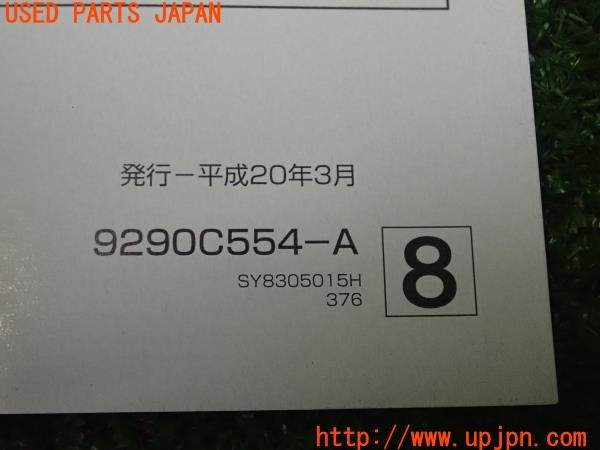 USED PARTS JAPAN
発行－平成20年3月
9290C554－A
SY8305015H
376
8
http://www.upjpn.com